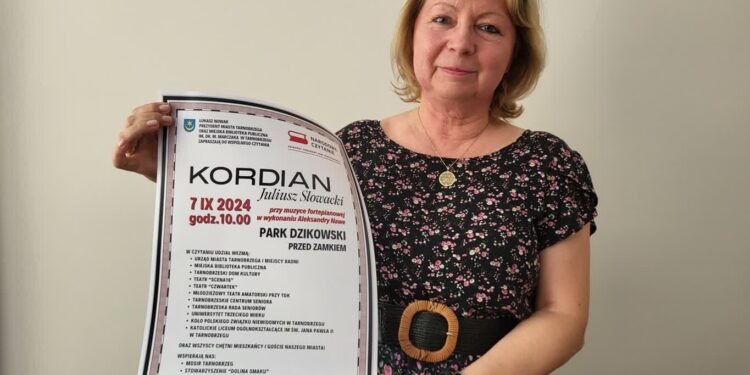 ŁUKASZ NOWAK
PREZYDENT MIASTA TARNOBRZEGA
ORAZ MIEJSKA BIBLIOTEKA PUBLICZNA
IM. DR. M. MARCZAKA W TARNOBRZEGU
ZAPRASZAJĄ DO WSPÓLNEGO CZYTANIA
NARODOWE
CZYTANIE
KORDIAN
Juliusz Słowacki
7 IX 2024
godz.10.00
przy muzyce fortepianowej
w wykonaniu Aleksandry Nawe
PARK DZIKOWSKI
PRZED ZAMKIEM
W CZYTANIU UDZIAŁ WEZMĄ:
• URZĄD MIASTA TARNOBRZEGA I MIEJSCY RADNI
• MIEJSKA BIBLIOTEKA PUBLICZNA
• TARNOBRZESKI DOM KULTURY
• TEATR "SCENA16"
• TEATR "CZWARTEK"
• MŁODZIEŻOWY TEATR AMATORSKI PRZY TDK
• TARNOBRZESKIE CENTRUM SENIORA
• TARNOBRZESKA RADA SENIORÓW
• UNIWERSYTET TRZECIEGO WIEKU
• KOŁO POLSKIEGO ZWIĄZKU NIEWIDOMYCH W TARNOBRZEGU
• KATOLICKIE LICEUM OGÓLNOKSZTAŁCĄCE IM ŚW. JANA PAWŁA II
W TARNOBRZEGU
ORAZ WSZYSCY CHĘTNI MIESZKAŃCY I GOŚCIE NASZEGO MIASTA!
WSPIERAJĄ NAS:
• MOSIR TARNOBRZEG
• STOWARZYSZENIE "DOLINA SMAKU"